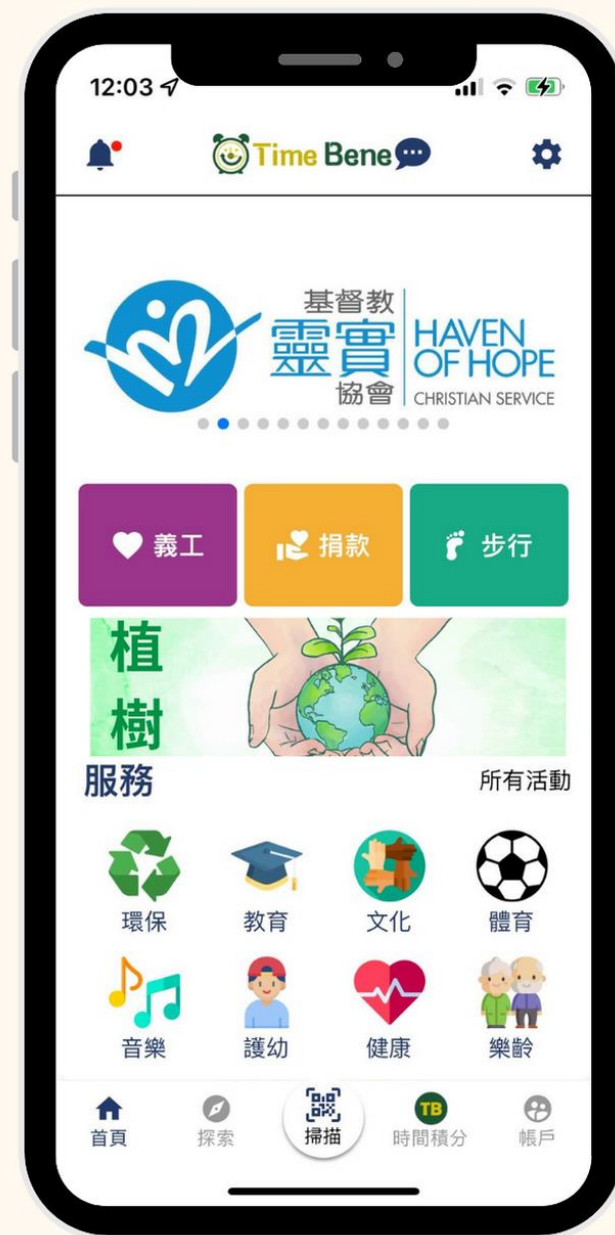 12:03
Time Bene
基督教
靈實
協會
HAVEN
OF HOPE
CHRISTIAN SERVICE
義工
捐款
步行
植
樹
服務
所有活動
環保
教育
文化
體育
音樂
護幼
健康
樂齡
首頁
探索
掃描
TB
時間積分
帳戶